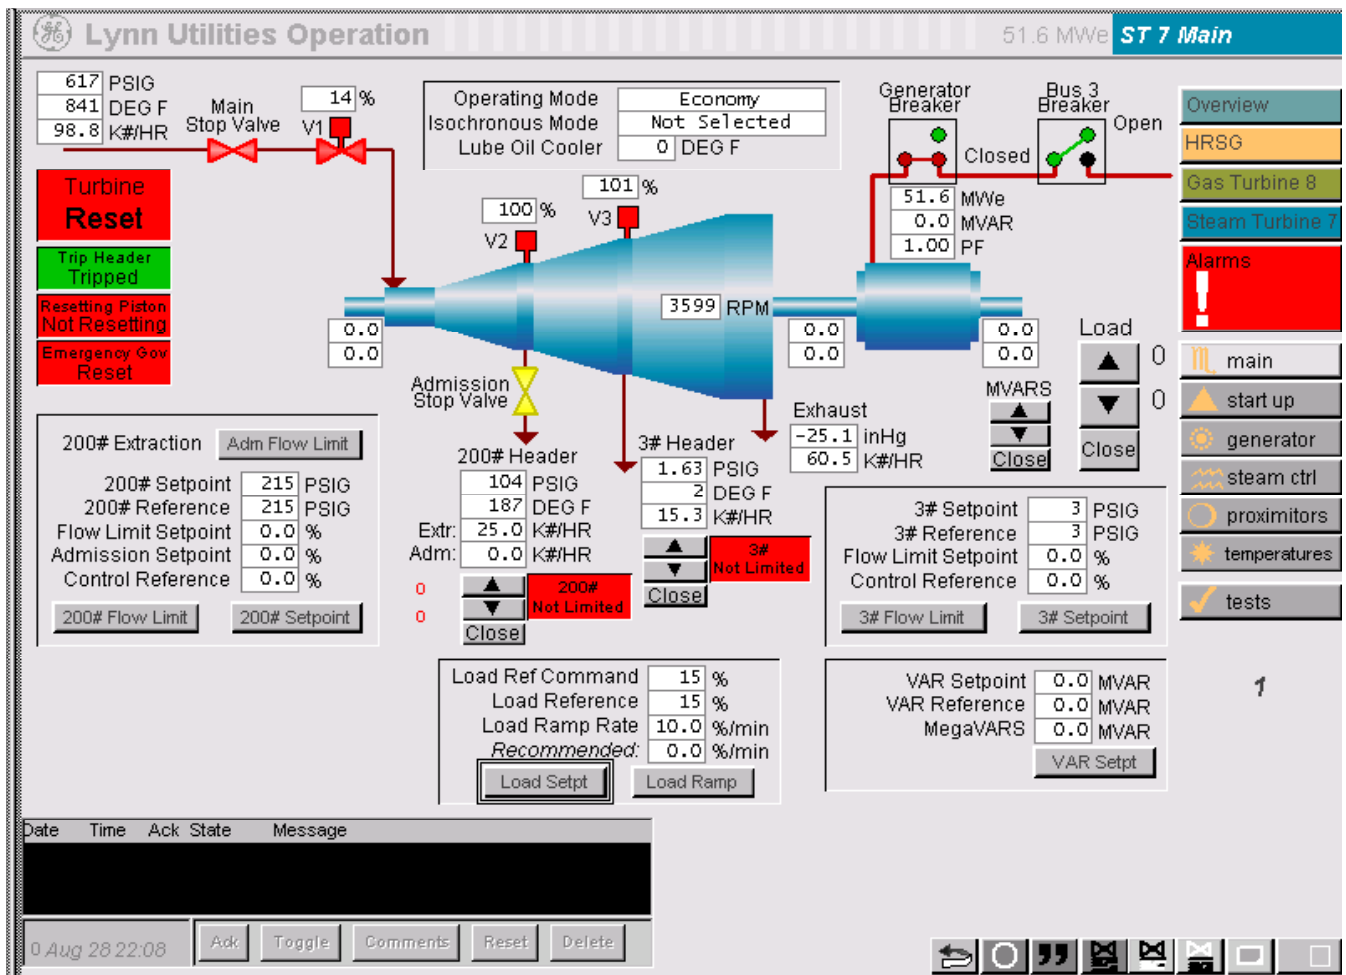 Lynn Utilities Operation
51.6 MWe ST 7 Main
617 PSIG
841 DEG F
98.8 K#/HR
Main
Stop Valve
14 %
V1
Operating Mode Economy
Isochronous Mode Not Selected
Lube Oil Cooler 0 DEG F
Generator
Breaker
Closed
Bus 3
Breaker
Open
51.6 MWe
0.0 MVAR
1.00 PF
Overview
HRSG
Gas Turbine 8
Steam Turbine 7
Alarms
!
Turbine
Reset
Trip Header
Tripped
Resetting Piston
Not Resetting
Emergency Gov
Reset
101 %
V3
100 %
V2
3599 RPM
0.0
0.0
0.0
0.0
0.0
0.0
Load
0
0
Close
MVARS
Close
main
start up
generator
steam ctrl
proximitors
temperatures
tests
1
Admission
Stop Valve
Exhaust
-25.1 inHg
60.5 K#/HR
200# Extraction Adm Flow Limit
200# Setpoint 215 PSIG
200# Reference 215 PSIG
Flow Limit Setpoint 0.0 %
Admission Setpoint 0.0 %
Control Reference 0.0 %
200# Flow Limit 200# Setpoint
200# Header
104 PSIG
187 DEG F
Extr: 25.0 K#/HR
Adm: 0.0 K#/HR
0
0
Close
200#
Not Limited
3# Header
1.63 PSIG
2 DEG F
15.3 K#/HR
Close
3#
Not Limited
3# Setpoint 3 PSIG
3# Reference 3 PSIG
Flow Limit Setpoint 0.0 %
Control Reference 0.0 %
3# Flow Limit 3# Setpoint
Load Ref Command 15 %
Load Reference 15 %
Load Ramp Rate 10.0 %/min
Recommended: 0.0 %/min
Load Setpt Load Ramp
VAR Setpoint 0.0 MVAR
VAR Reference 0.0 MVAR
MegaVARS 0.0 MVAR
VAR Setpt
Date Time Ack State Message
0 Aug 28 22:08
Ack Toggle Comments Reset Delete